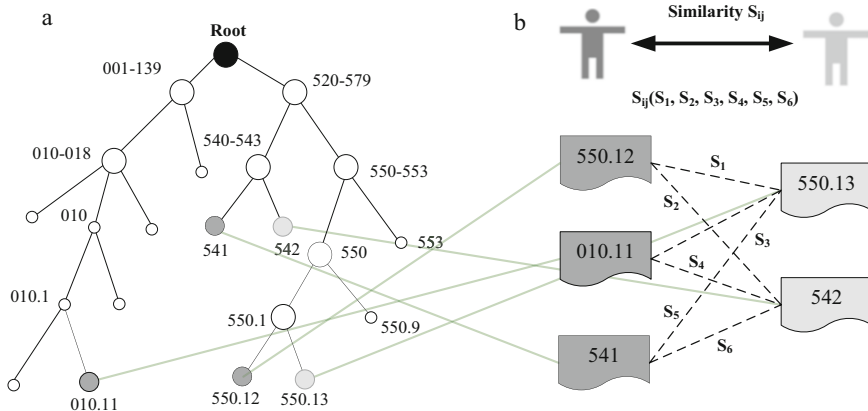 a
Root
001-139
520-579
010-018
540-543
550-553
010
541
542
550
553
010.1
550.1
550.9
010.11
550.12
550.13
b
Similarity Sij
Sij(S1, S2, S3, S4, S5, S6)
550.12
S1
550.13
S2
S3
010.11
S4
542
S5
541
S6